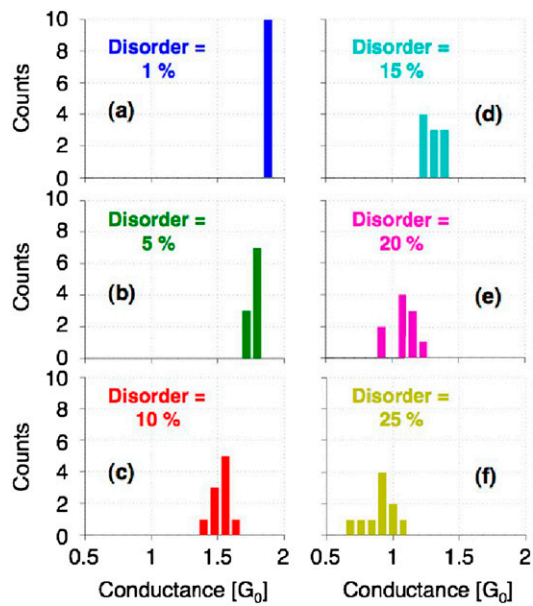 Counts
10
8
6
4
2
0
Disorder =
1 %
(a)
Disorder =
15 %
(d)
Counts
10
8
6
4
2
0
Disorder =
5 %
(b)
Disorder =
20 %
(e)
Counts
10
8
6
4
2
0
Disorder =
10 %
(c)
Disorder =
25 %
(f)
0.5 1 1.5 2
0.5 1.0 1.5 2
Conductance [G0]
Conductance [G0]